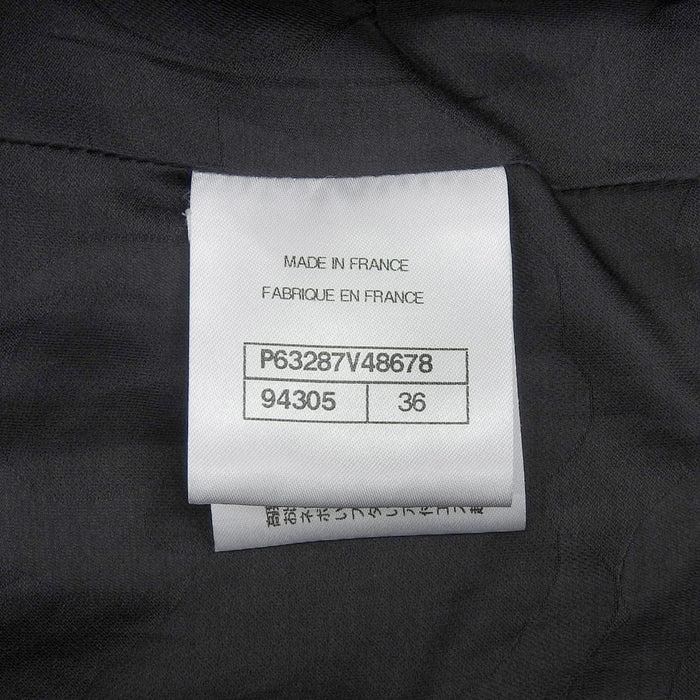 MADE IN FRANCE
FABRIQUE EN FRANCE
P63287V48678
94305 36